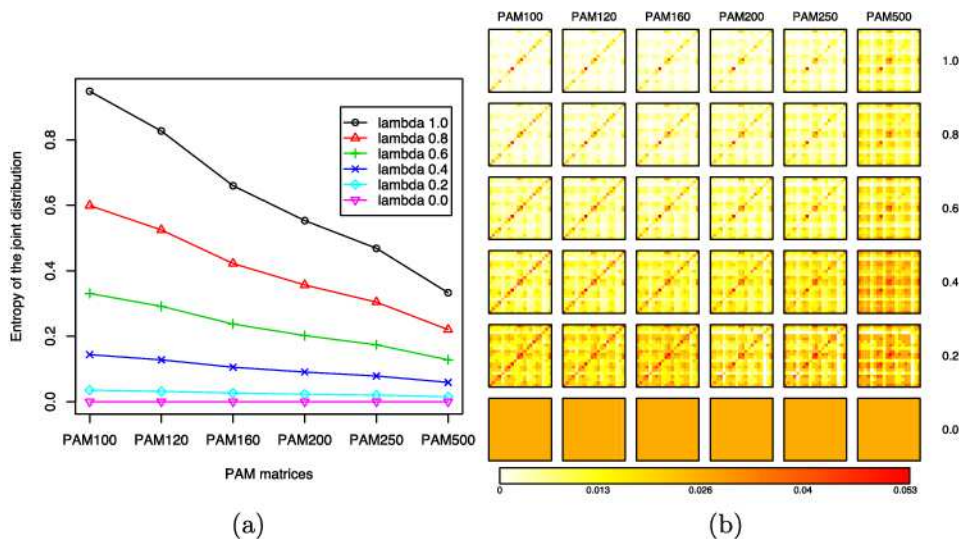 PAM100 PAM120 PAM160 PAM200 PAM250 PAM500
1.0
0.8
0.6
0.4
0.2
0.0
0 0.013 0.026 0.04 0.053
Entropy of the joint distribution
0.8
0.6
0.4
0.2
0.0
lambda 1.0
lambda 0.8
lambda 0.6
lambda 0.4
lambda 0.2
lambda 0.0
PAM100 PAM120 PAM160 PAM200 PAM250 PAM500
PAM matrices
(a)
(b)